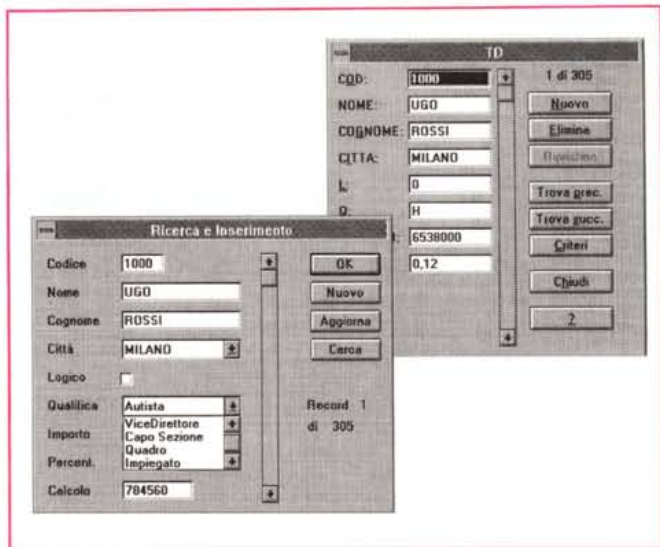 TD
COD: 1000 1 di 305
NOME: UGO Nuovo
COGNOME: ROSSI Elimina
CITTA: MILANO Ripristina
L: 0 Trova prec.
Q: H Trova succ.
6538000 Criteri
0,12 Chiudi
?
Ricerca e Inserimento
Codice 1000 OK
Nome UGO Nuovo
Cognome ROSSI Aggiorna
Città MILANO Cerca
Logico
Qualifica Autista Record 1
ViceDirettore
Importo Capo Sezione di 305
Quadro
Percent. Impiegato
Calcolo 784560